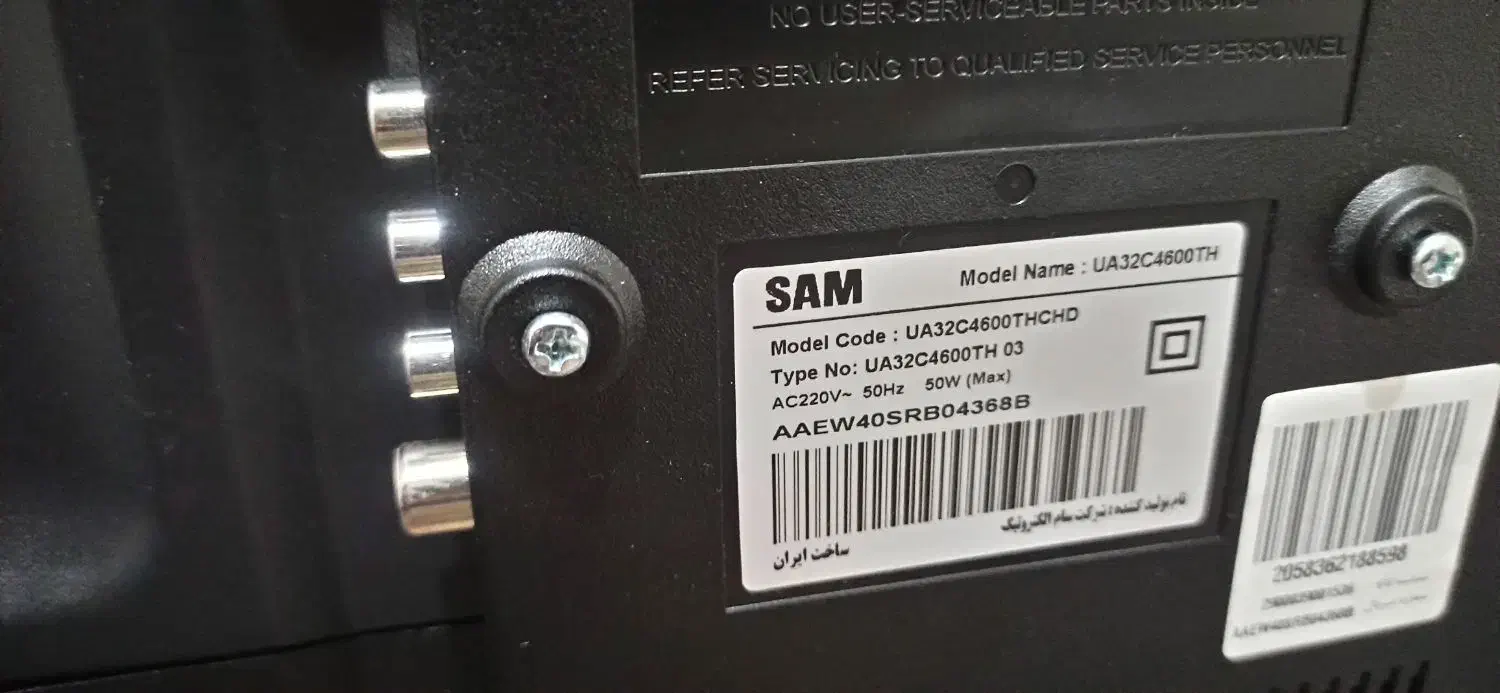 NO USER-SERVICEABLE PARTS INSIDE
REFER SERVICING TO QUALIFIED SERVICE PERSONNEL
SAM
Model Name : UA32C4600TH
Model Code : UA32C4600THCHD
Type No: UA32C4600TH 03
AC220V~ 50Hz 50W (Max)
AAEW40SRB04368B
نام تولید کننده : شرکت سام الکترونیک
ساخت ایران
2058362188598
AAEW40SRB04368B